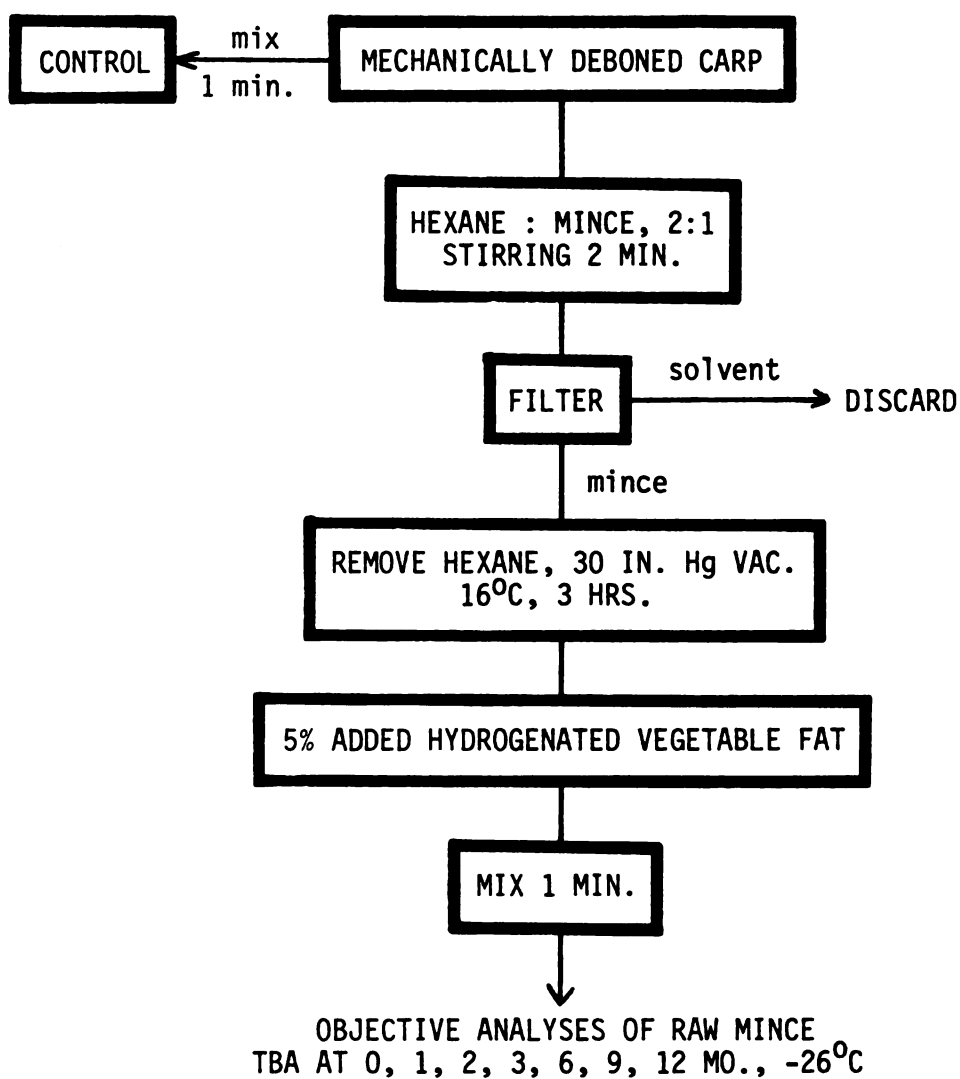 CONTROL
mix
1 min.
MECHANICALLY DEBONED CARP
HEXANE : MINCE, 2:1
STIRRING 2 MIN.
FILTER
solvent
DISCARD
mince
REMOVE HEXANE, 30 IN. Hg VAC.
16°C, 3 HRS.
5% ADDED HYDROGENATED VEGETABLE FAT
MIX 1 MIN.
OBJECTIVE ANALYSES OF RAW MINCE
TBA AT 0, 1, 2, 3, 6, 9, 12 MO., -26°C